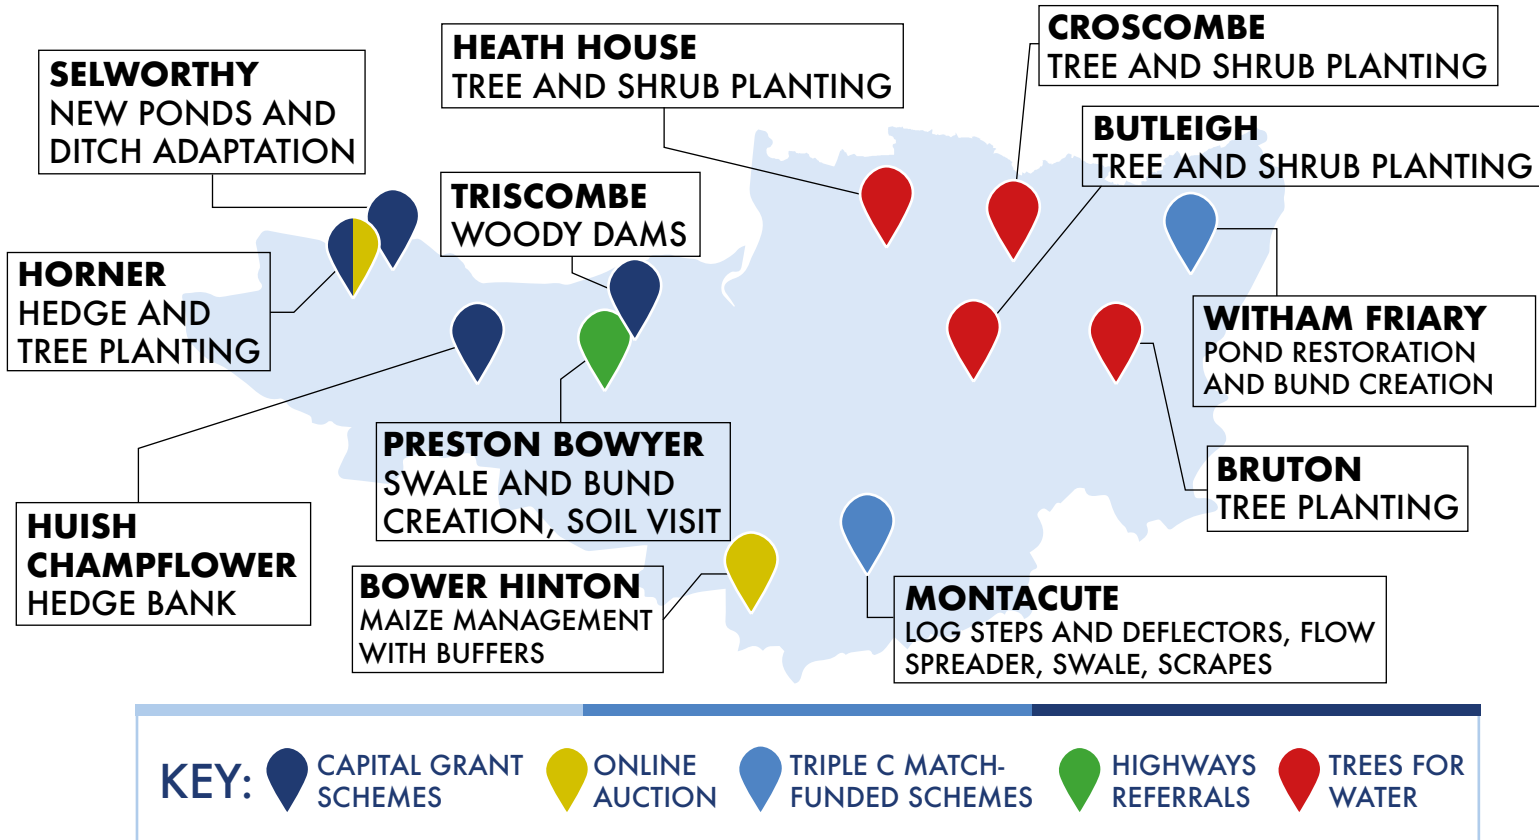 SELWORTHY
NEW PONDS AND
DITCH ADAPTATION
HEATH HOUSE
TREE AND SHRUB PLANTING
CROSCOMBE
TREE AND SHRUB PLANTING
BUTLEIGH
TREE AND SHRUB PLANTING
TRISCOMBE
WOODY DAMS
HORNER
HEDGE AND
TREE PLANTING
WITHAM FRIARY
POND RESTORATION
AND BUND CREATION
PRESTON BOWYER
SWALE AND BUND
CREATION, SOIL VISIT
BRUTON
TREE PLANTING
HUISH
CHAMPFLOWER
HEDGE BANK
BOWER HINTON
MAIZE MANAGEMENT
WITH BUFFERS
MONTACUTE
LOG STEPS AND DEFLECTORS, FLOW
SPREADER, SWALE, SCRAPES
KEY:
CAPITAL GRANT
SCHEMES
ONLINE
AUCTION
TRIPLE C MATCH-
FUNDED SCHEMES
HIGHWAYS
REFERRALS
TREES FOR
WATER